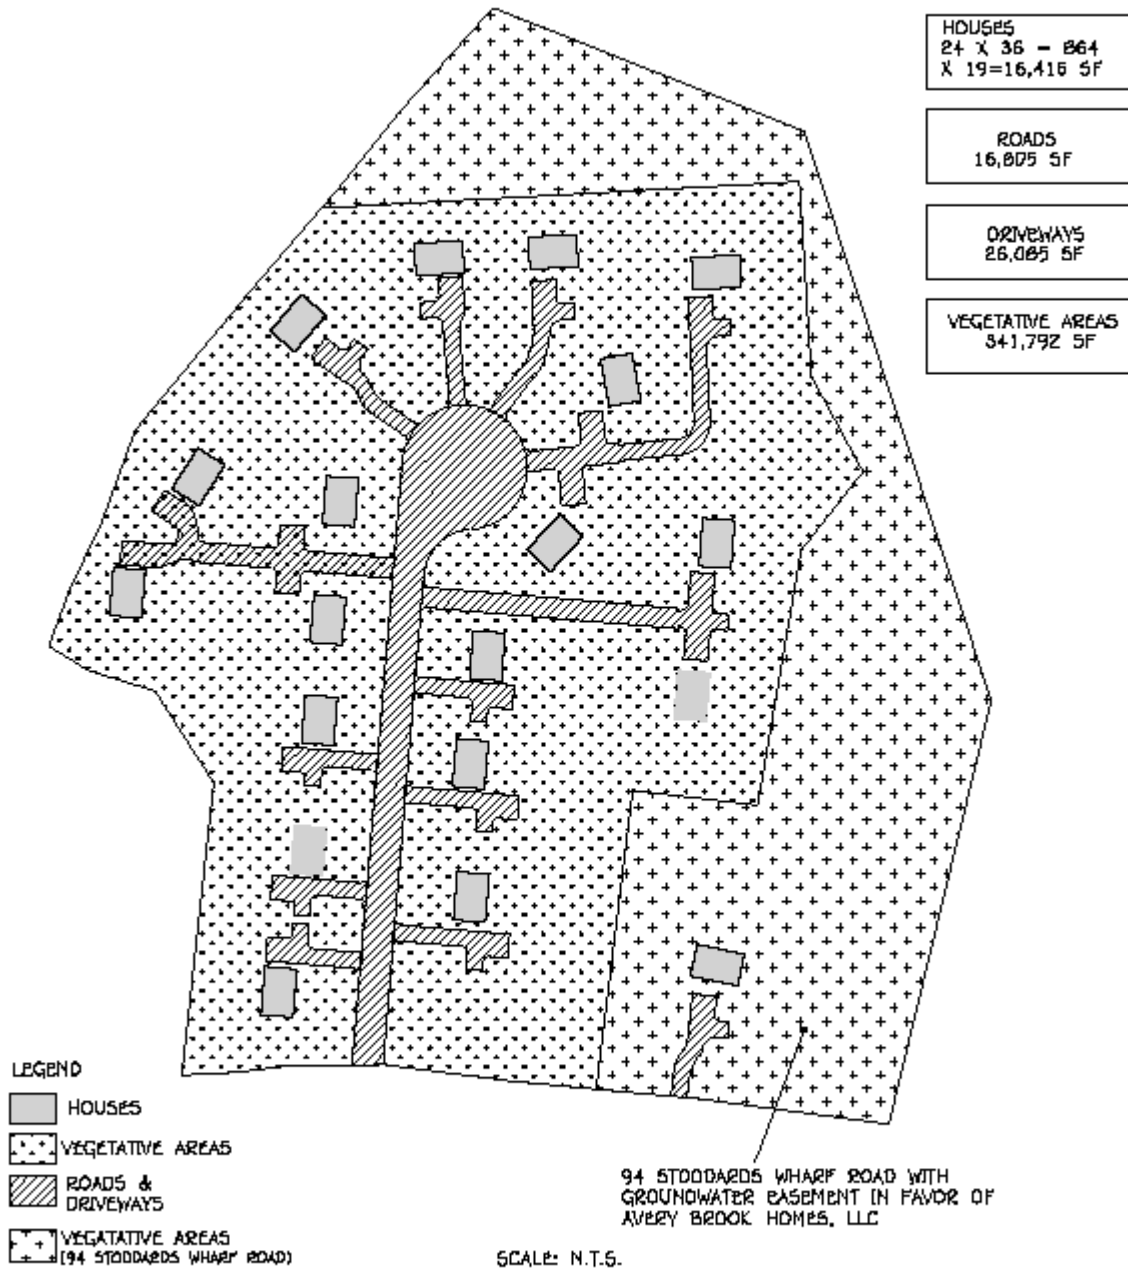 HOUSES
24 X 36 = 864
X 19=16,416 SF
ROADS
16,805 SF
DRIVEWAYS
26,085 SF
VEGETATIVE AREAS
341,792 SF
LEGEND
HOUSES
VEGETATIVE AREAS
ROADS &
DRIVEWAYS
VEGATATIVE AREAS
(94 STODDARDS WHARF ROAD)
94 STODDARDS WHARF ROAD WITH
GROUNDWATER EASEMENT IN FAVOR OF
AVERY BROOK HOMES, LLC
SCALE: N.T.S.